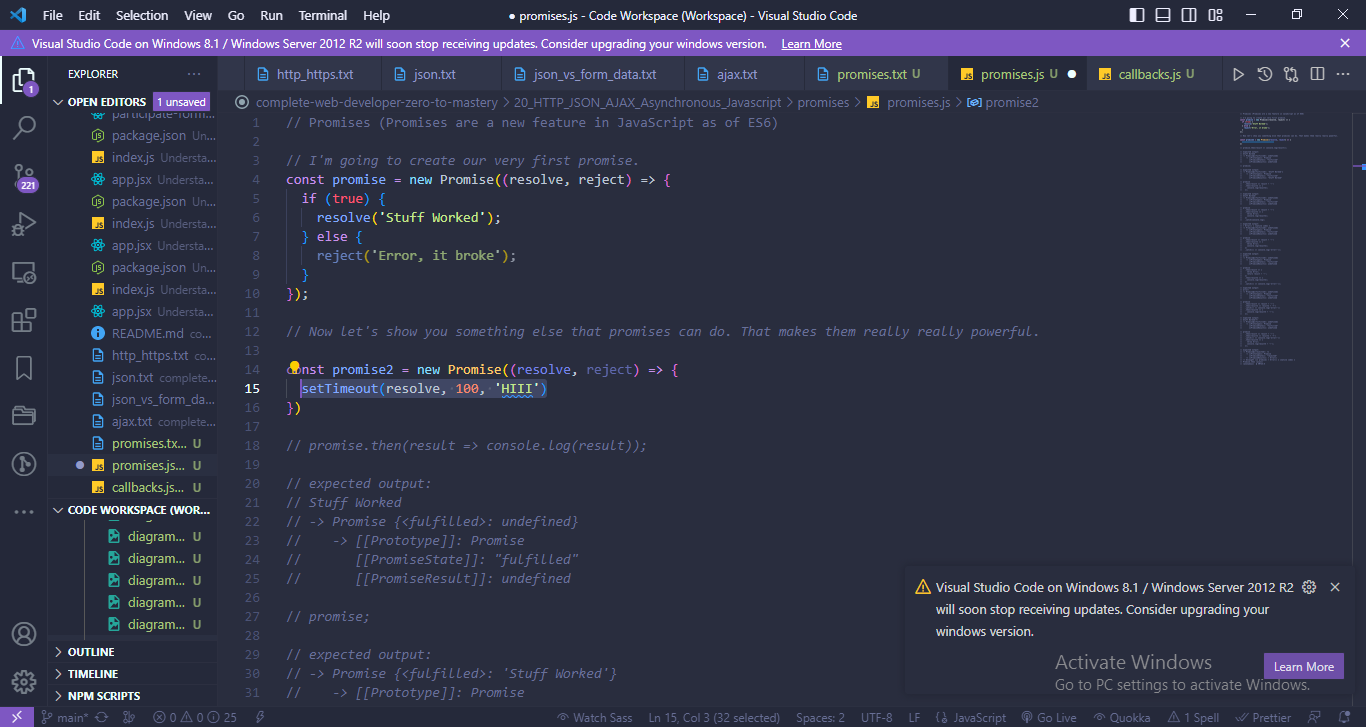 File Edit Selection View Go Run Terminal Help
● promises.js - Code Workspace (Workspace) - Visual Studio Code
Visual Studio Code on Windows 8.1 / Windows Server 2012 R2 will soon stop receiving updates. Consider upgrading your windows version. Learn More
EXPLORER ...
http_https.txt json.txt json_vs_form_data.txt ajax.txt promises.txt U promises.js U ● callbacks.js U
OPEN EDITORS 1 unsaved
complete-web-developer-zero-to-mastery > 20_HTTP_JSON_AJAX_Asynchronous_Javascript > promises > JS promises.js > promise2
participate-form...
package.json Un...
index.js Understa...
app.jsx Understa...
package.json Un...
index.js Understa...
app.jsx Understa...
package.json Un...
index.js Understa...
app.jsx Understa...
README.md co...
http_https.txt co...
json.txt complete...
json_vs_form_da...
ajax.txt complete...
promises.tx... U
promises.js... U
callbacks.js... U
CODE WORKSPACE (WOR...
diagram... U
diagram... U
diagram... U
diagram... U
diagram... U
OUTLINE
TIMELINE
NPM SCRIPTS
1
221
1 // Promises (Promises are a new feature in JavaScript as of ES6)
2
3 // I'm going to create our very first promise.
4 const promise = new Promise((resolve, reject) => {
5 if (true) {
6 resolve('Stuff Worked');
7 } else {
8 reject('Error, it broke');
9 }
10 });
11
12 // Now let's show you something else that promises can do. That makes them really really powerful.
13
14 const promise2 = new Promise((resolve, reject) => {
15 setTimeout(resolve, 100, 'HIII')
16 })
17
18 // promise.then(result => console.log(result));
19
20 // expected output:
21 // Stuff Worked
22 // -> Promise {<fulfilled>: undefined}
23 // -> [[Prototype]]: Promise
24 // [[PromiseState]]: "fulfilled"
25 // [[PromiseResult]]: undefined
26
27 // promise;
28
29 // expected output:
30 // -> Promise {<fulfilled>: 'Stuff Worked'}
31 // -> [[Prototype]]: Promise
Visual Studio Code on Windows 8.1 / Windows Server 2012 R2
will soon stop receiving updates. Consider upgrading your
windows version.
Learn More
Activate Windows
Go to PC settings to activate Windows.
main* 0 0 25 Watch Sass Ln 15, Col 3 (32 selected) Spaces: 2 UTF-8 LF {} JavaScript Go Live Quokka 1 Spell Prettier